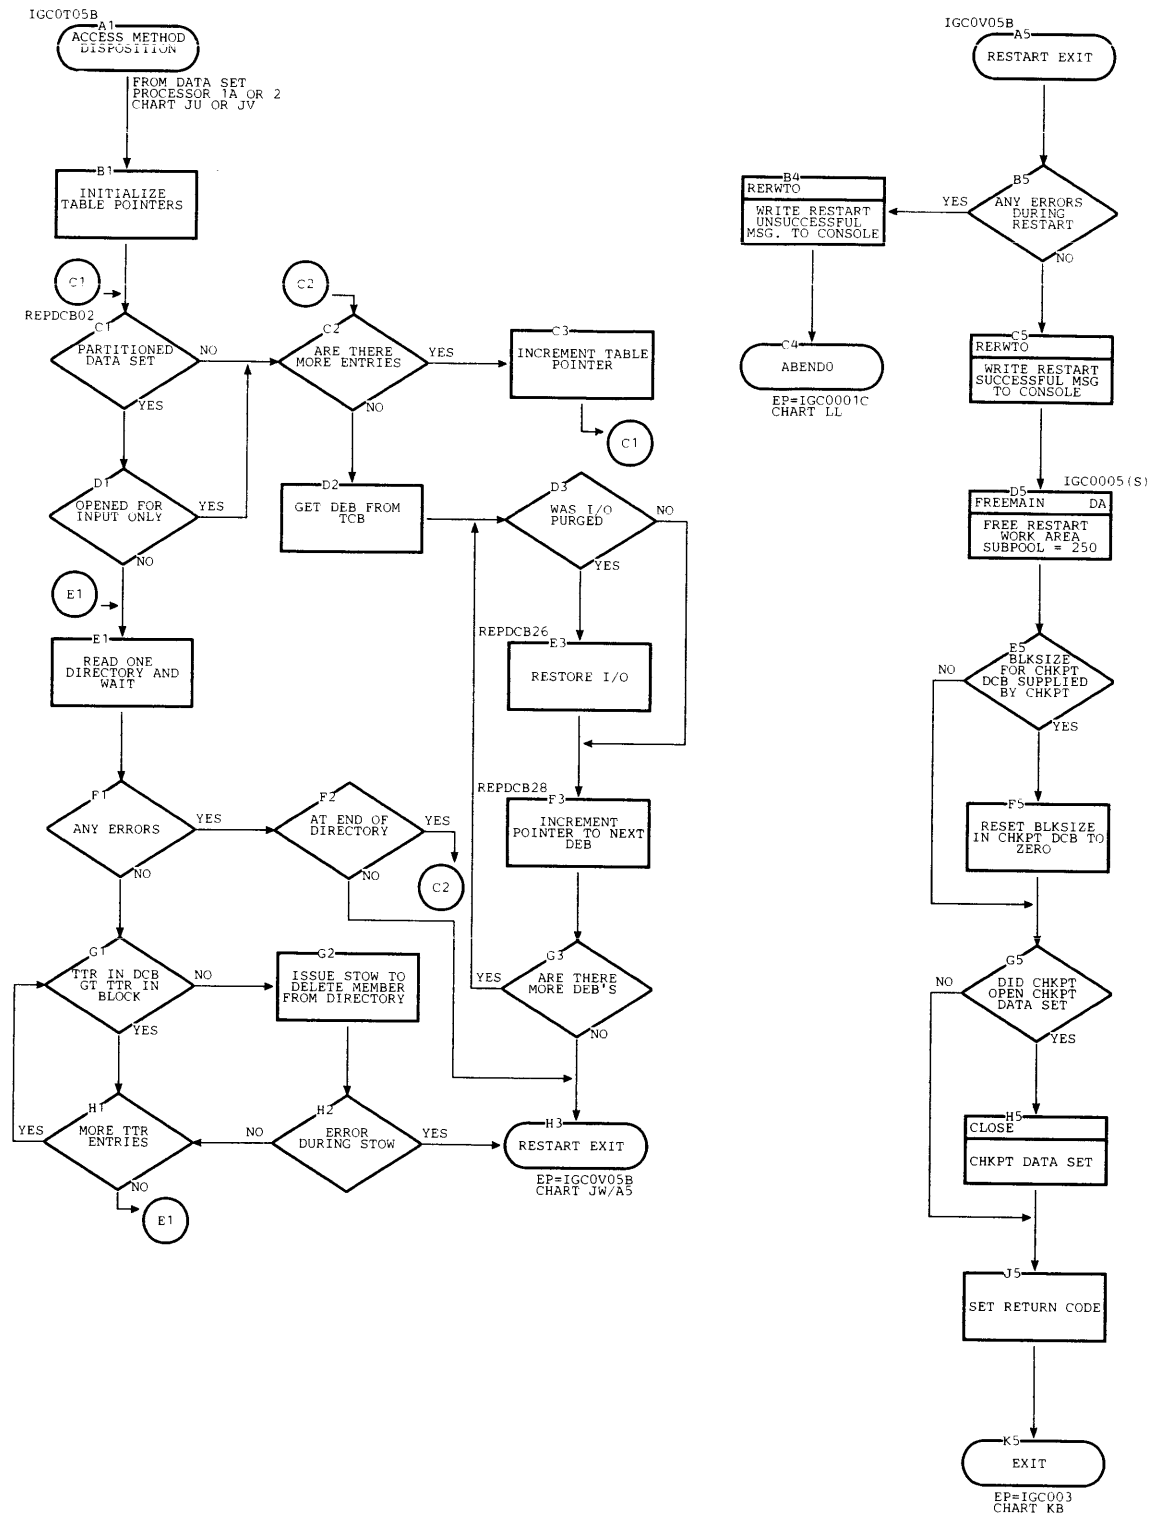 IGC0T05B
A1
ACCESS METHOD
DISPOSITION
FROM DATA SET
PROCESSOR 1A OR 2
CHART JU OR JV
B1
INITIALIZE
TABLE POINTERS
C1
REPDCB02
C1
PARTITIONED
DATA SET
NO
YES
D1
OPENED FOR
INPUT ONLY
YES
NO
E1
E1
READ ONE
DIRECTORY AND
WAIT
F1
ANY ERRORS
YES
NO
G1
TTR IN DCB
GT TTR IN
BLOCK
NO
YES
H1
MORE TTR
ENTRIES
YES
NO
E1
C2
C2
ARE THERE
MORE ENTRIES
YES
NO
D2
GET DEB FROM
TCB
F2
AT END OF
DIRECTORY
YES
NO
C2
G2
ISSUE STOW TO
DELETE MEMBER
FROM DIRECTORY
H2
ERROR
DURING STOW
NO
YES
C3
INCREMENT TABLE
POINTER
C1
D3
WAS I/O
PURGED
NO
YES
REPDCB26
E3
RESTORE I/O
REPDCB28
F3
INCREMENT
POINTER TO NEXT
DEB
G3
ARE THERE
MORE DEB'S
YES
NO
H3
RESTART EXIT
EP=IGC0V05B
CHART JW/A5
B4
RERWTO
WRITE RESTART
UNSUCCESSFUL
MSG. TO CONSOLE
C4
ABEND0
EP=IGC0001C
CHART LL
IGC0V05B
A5
RESTART EXIT
B5
ANY ERRORS
DURING
RESTART
YES
NO
C5
RERWTO
WRITE RESTART
SUCCESSFUL MSG
TO CONSOLE
IGC0005(S)
D5
FREEMAIN DA
FREE RESTART
WORK AREA
SUBPOOL = 250
E5
BLKSIZE
FOR CHKPT
DCB SUPPLIED
BY CHKPT
NO
YES
F5
RESET BLKSIZE
IN CHKPT DCB TO
ZERO
G5
DID CHKPT
OPEN CHKPT
DATA SET
NO
YES
H5
CLOSE
CHKPT DATA SET
J5
SET RETURN CODE
K5
EXIT
EP=IGC003
CHART KB